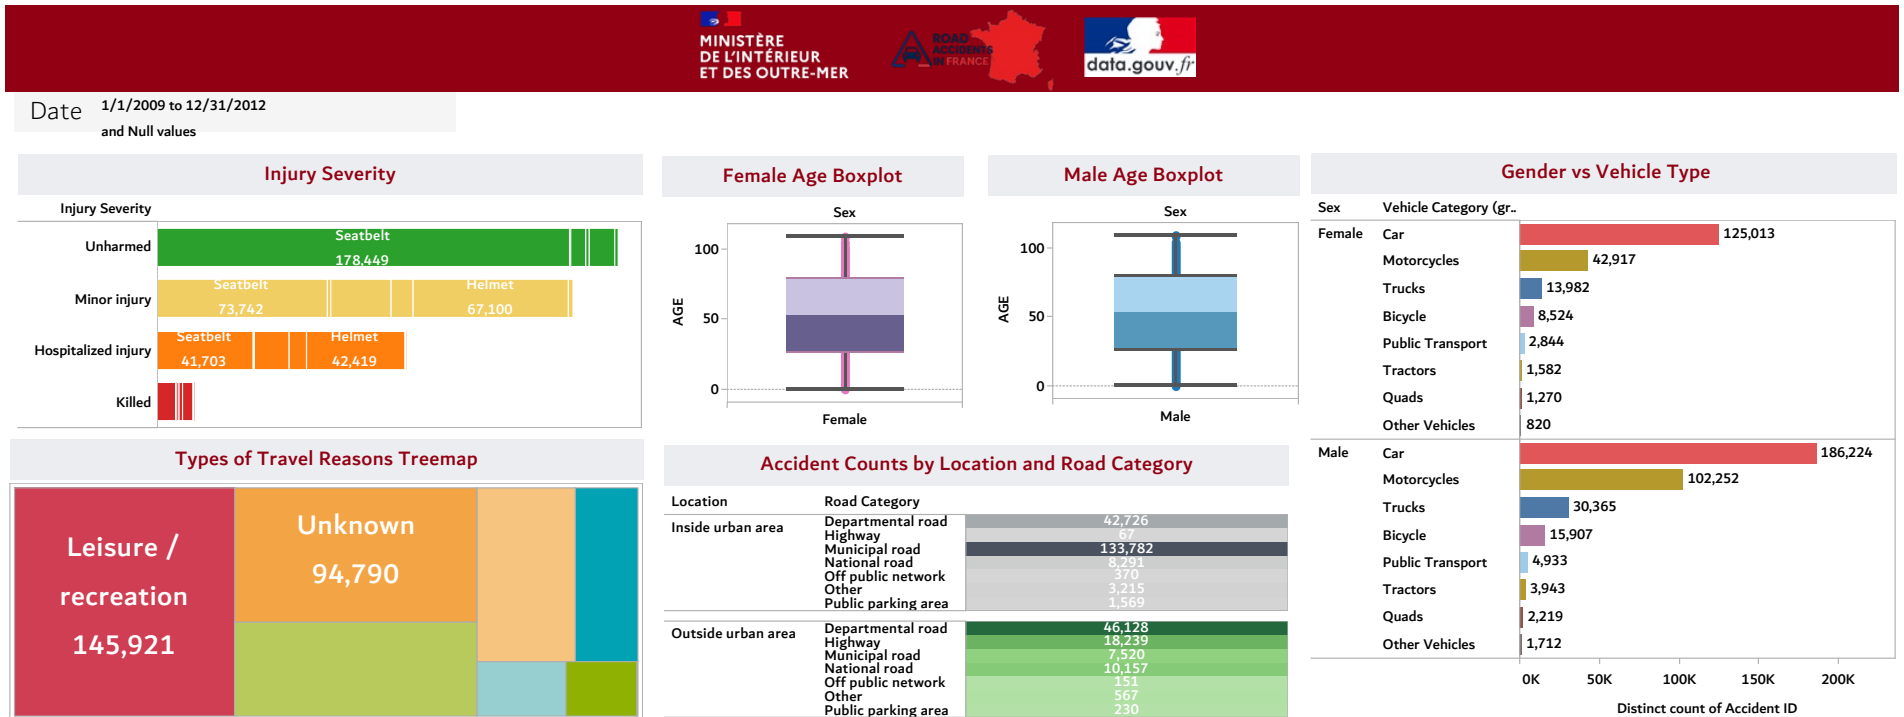 MINISTÈRE
DE L'INTÉRIEUR
ET DES OUTRE-MER
ROAD
ACCIDENTS
IN FRANCE
data.gouv.fr
Date
1/1/2009 to 12/31/2012
and Null values
Injury Severity
Injury Severity
Unharmed
Seatbelt
178,449
Minor injury
Seatbelt
73,742
Helmet
67,100
Hospitalized injury
Seatbelt
41,703
Helmet
42,419
Killed
Female Age Boxplot
Sex
AGE
100
50
0
Female
Male Age Boxplot
Sex
AGE
100
50
0
Male
Gender vs Vehicle Type
Sex Vehicle Category (gr..
Female Car 125,013
Motorcycles 42,917
Trucks 13,982
Bicycle 8,524
Public Transport 2,844
Tractors 1,582
Quads 1,270
Other Vehicles 820
Male Car 186,224
Motorcycles 102,252
Trucks 30,365
Bicycle 15,907
Public Transport 4,933
Tractors 3,943
Quads 2,219
Other Vehicles 1,712
0K 50K 100K 150K 200K
Distinct count of Accident ID
Types of Travel Reasons Treemap
Leisure /
recreation
145,921
Unknown
94,790
Accident Counts by Location and Road Category
Location Road Category
Inside urban area Departmental road 42,726
Highway 67
Municipal road 133,782
National road 8,291
Off public network 370
Other 3,215
Public parking area 1,569
Outside urban area Departmental road 46,128
Highway 18,239
Municipal road 7,520
National road 10,157
Off public network 151
Other 567
Public parking area 230